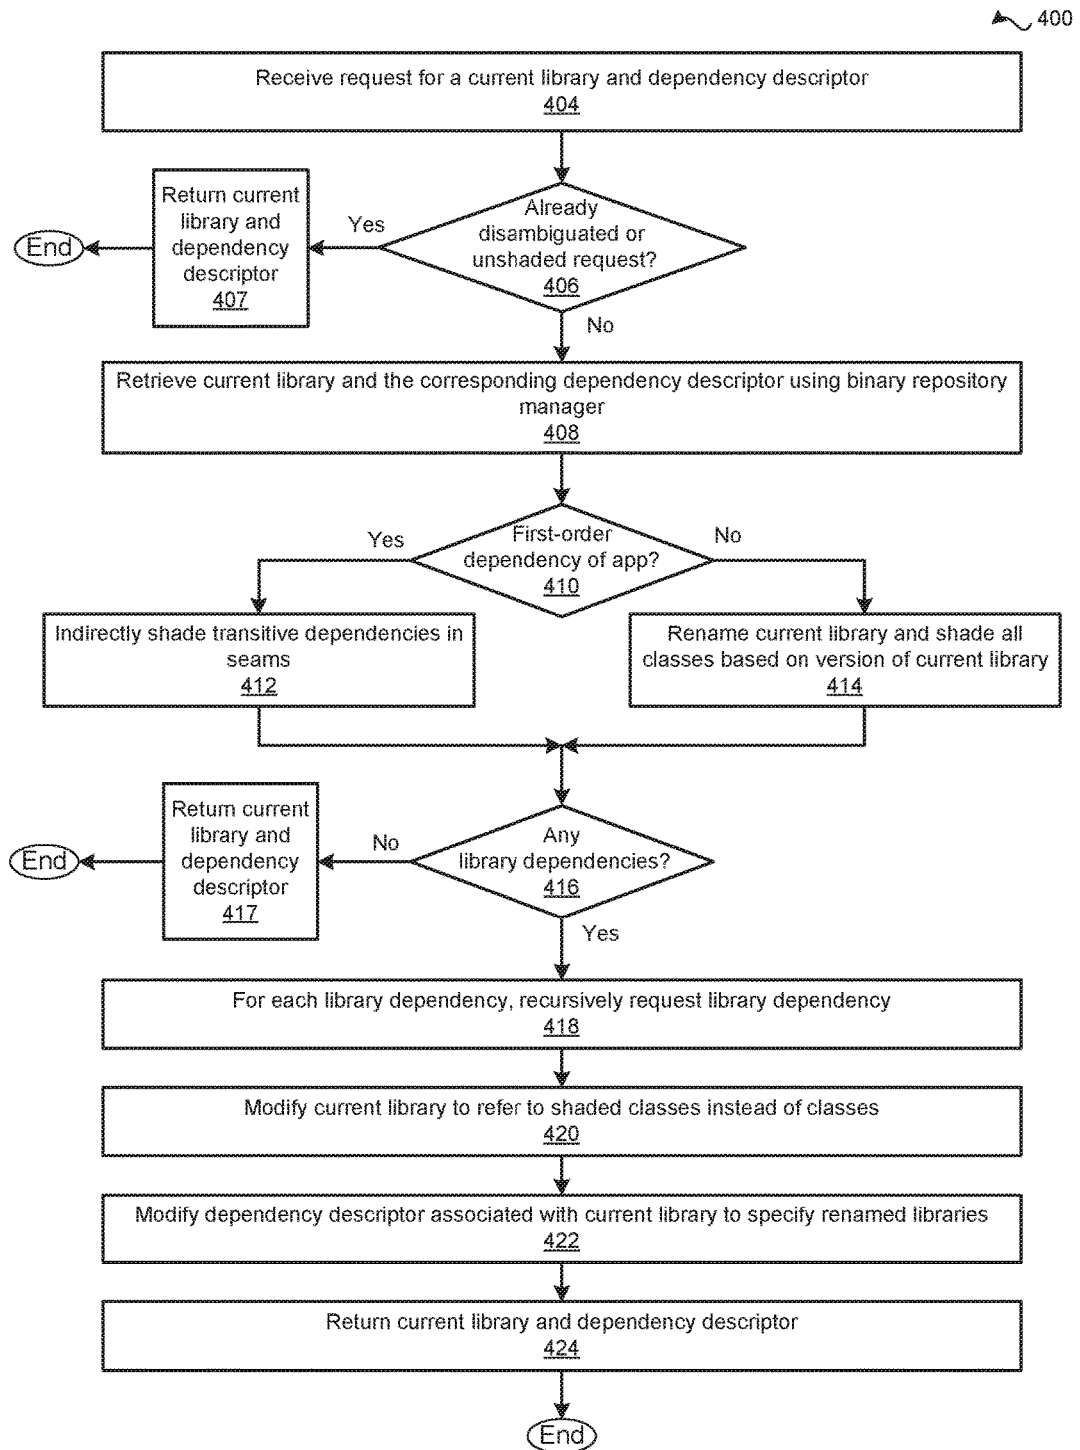 400
Receive request for a current library and dependency descriptor
404
Already
disambiguated or
unshaded request?
406
Yes
Return current
library and
dependency
descriptor
407
End
No
Retrieve current library and the corresponding dependency descriptor using binary repository
manager
408
First-order
dependency of app?
410
Yes
No
Indirectly shade transitive dependencies in
seams
412
Rename current library and shade all
classes based on version of current library
414
Any
library dependencies?
416
No
Return current
library and
dependency
descriptor
417
End
Yes
For each library dependency, recursively request library dependency
418
Modify current library to refer to shaded classes instead of classes
420
Modify dependency descriptor associated with current library to specify renamed libraries
422
Return current library and dependency descriptor
424
End